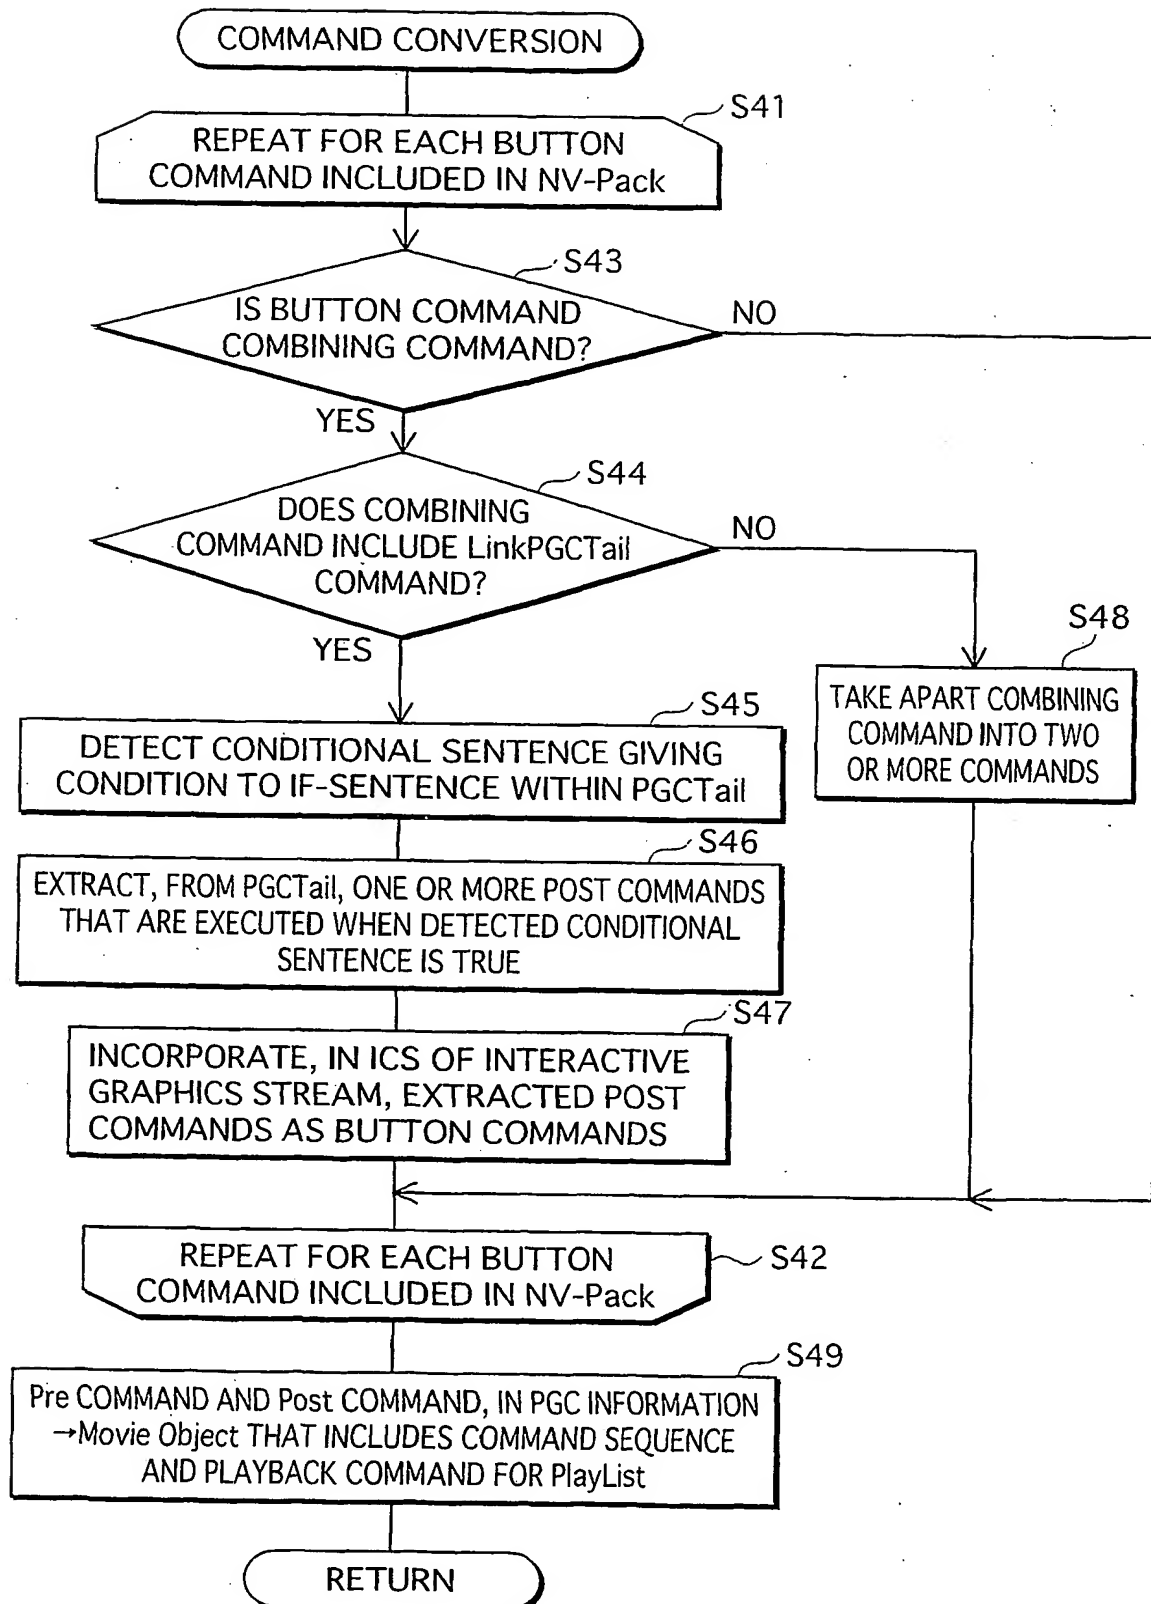 COMMAND CONVERSION
S41
REPEAT FOR EACH BUTTON
COMMAND INCLUDED IN NV-Pack
S43
IS BUTTON COMMAND
COMBINING COMMAND?
NO
YES
S44
DOES COMBINING
COMMAND INCLUDE LinkPGCTail
COMMAND?
NO
YES
S48
TAKE APART COMBINING
COMMAND INTO TWO
OR MORE COMMANDS
S45
DETECT CONDITIONAL SENTENCE GIVING
CONDITION TO IF-SENTENCE WITHIN PGCTail
S46
EXTRACT, FROM PGCTail, ONE OR MORE POST COMMANDS
THAT ARE EXECUTED WHEN DETECTED CONDITIONAL
SENTENCE IS TRUE
S47
INCORPORATE, IN ICS OF INTERACTIVE
GRAPHICS STREAM, EXTRACTED POST
COMMANDS AS BUTTON COMMANDS
S42
REPEAT FOR EACH BUTTON
COMMAND INCLUDED IN NV-Pack
S49
Pre COMMAND AND Post COMMAND, IN PGC INFORMATION
→Movie Object THAT INCLUDES COMMAND SEQUENCE
AND PLAYBACK COMMAND FOR PlayList
RETURN